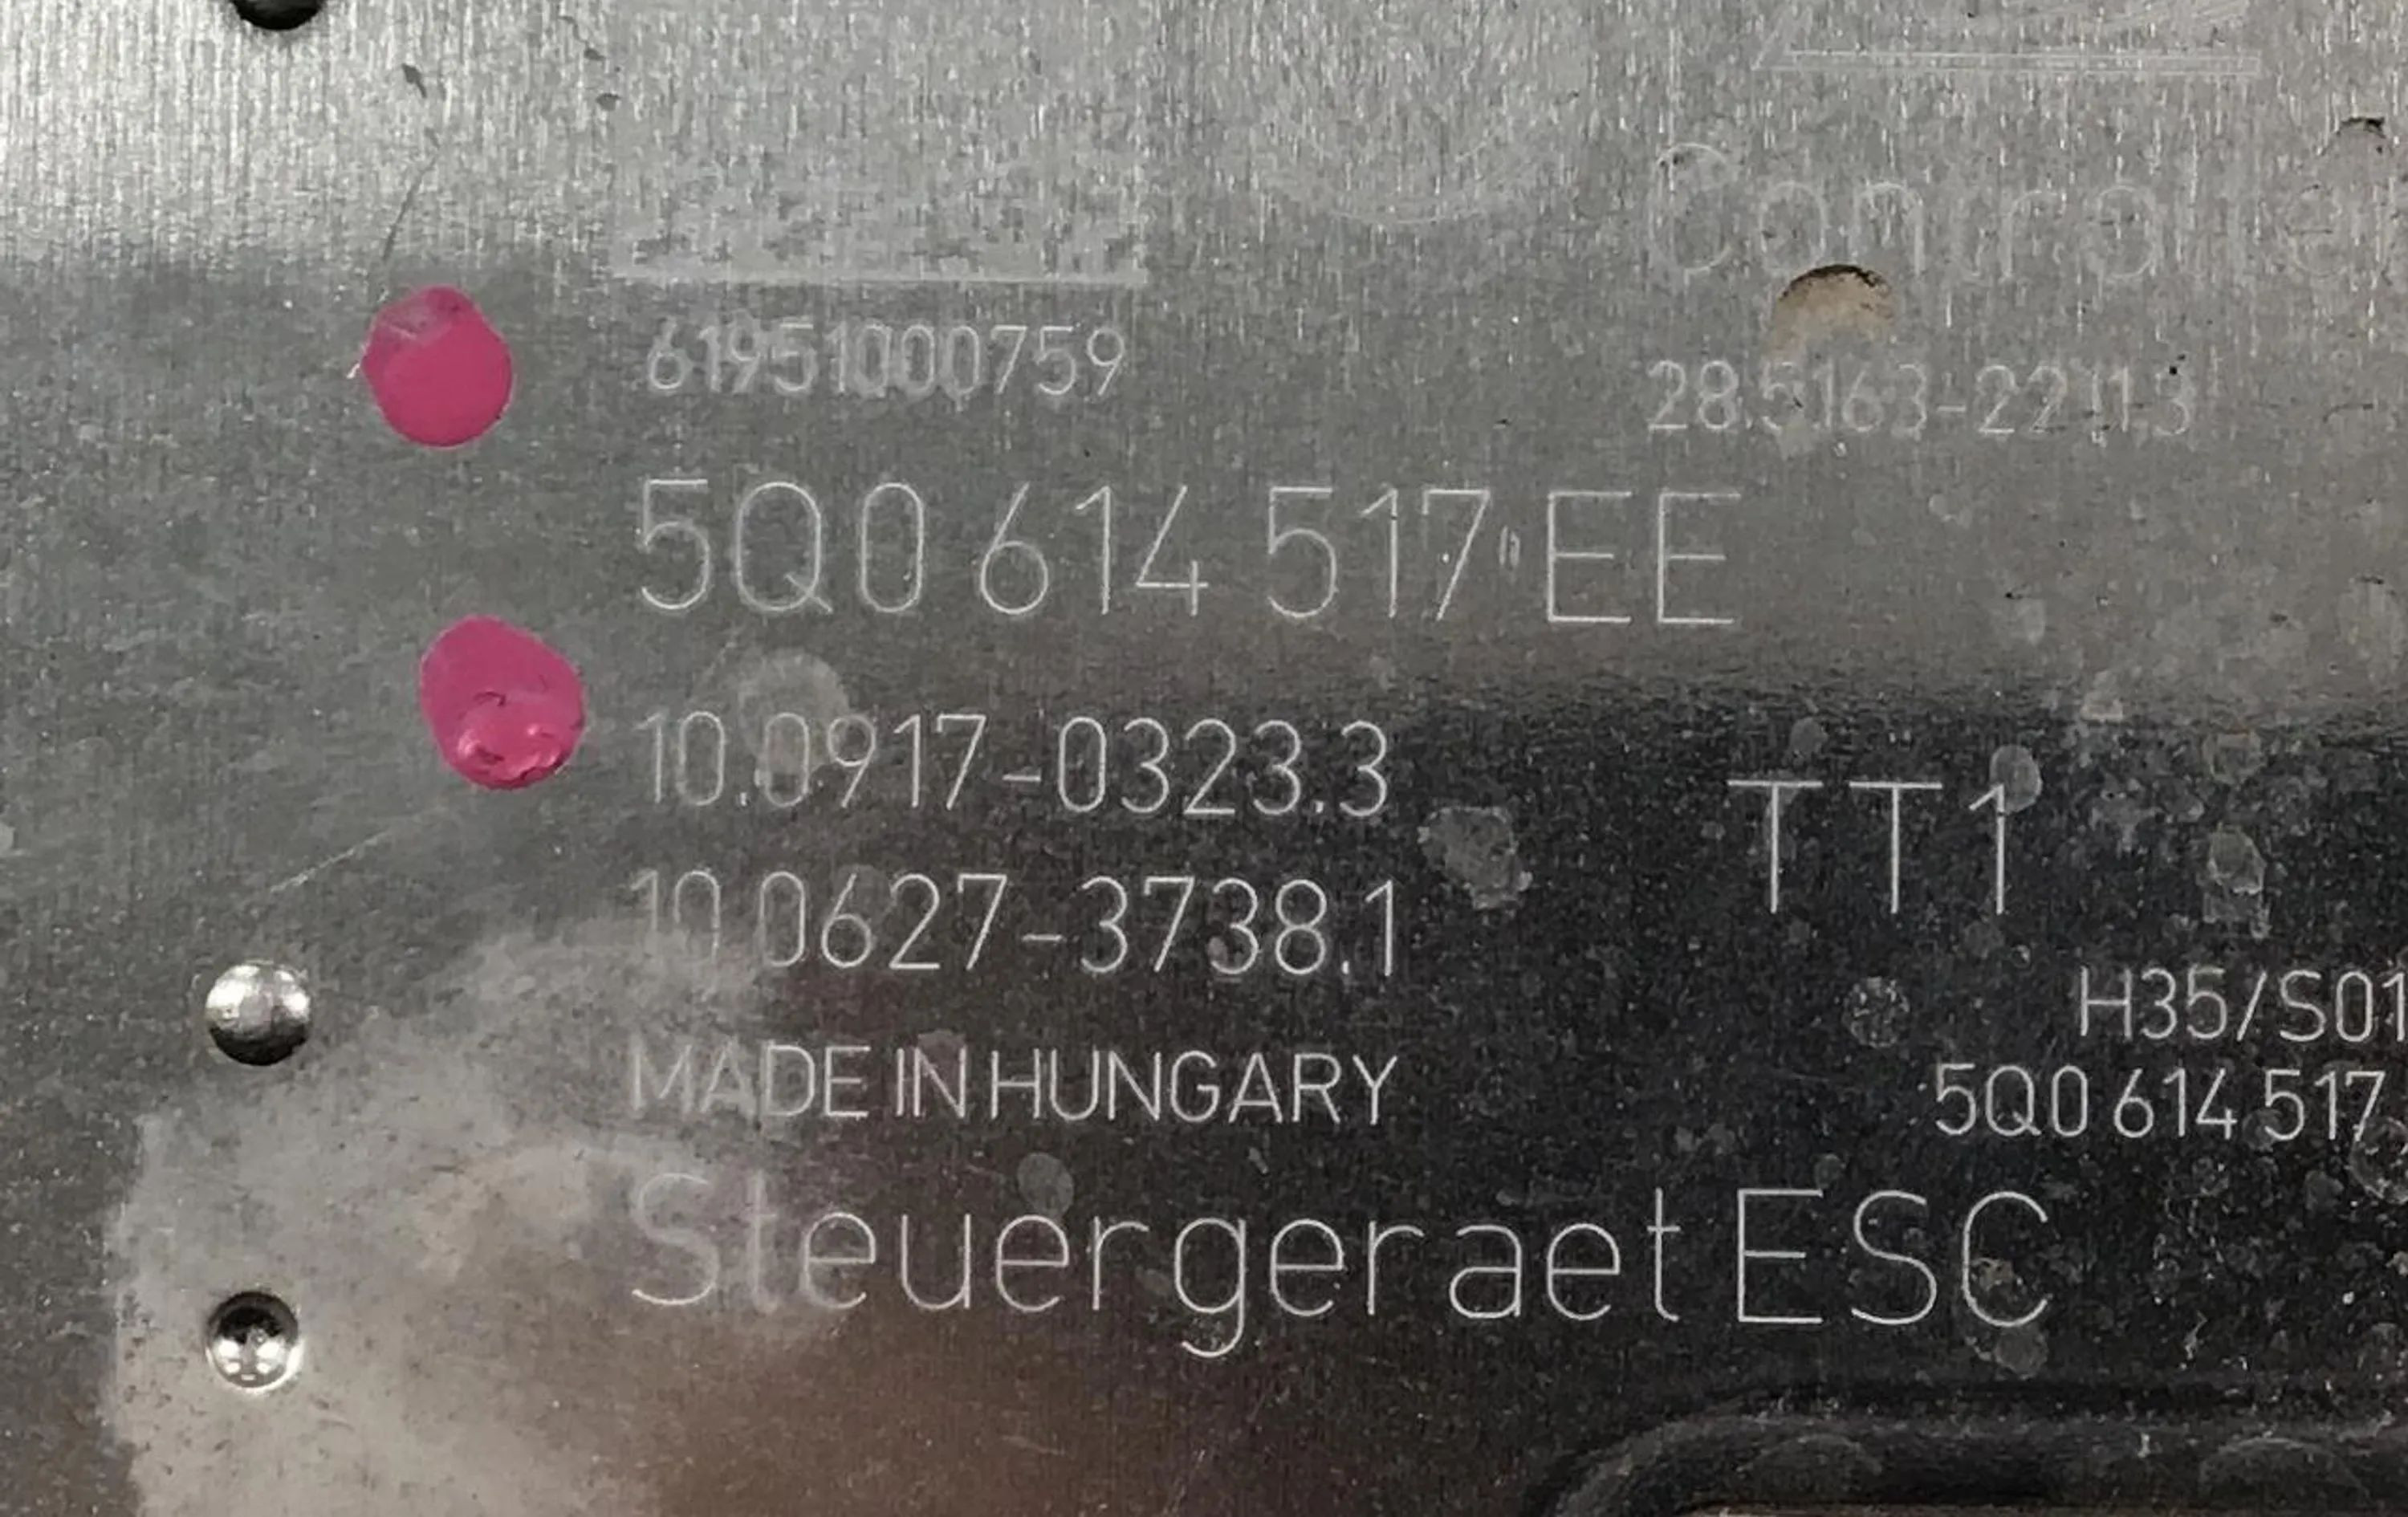 61951000759
28.5163-2211.3
5Q0 614 517 EE
10.0917-0323.3
TT1
10.0627-3738.1
H35/S01
MADE IN HUNGARY
5Q0 614 517
Steuergeraet ESC